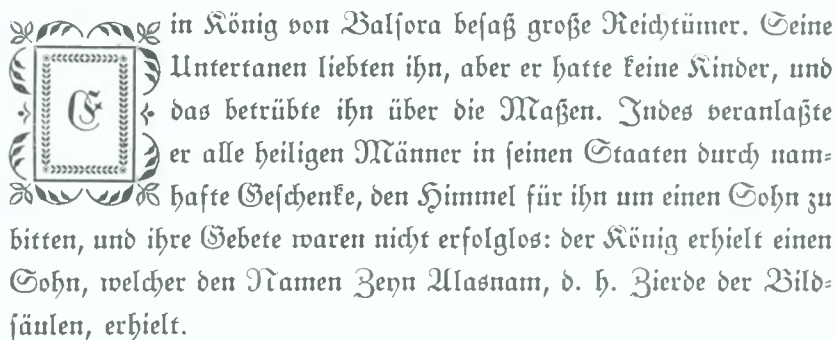 Ein König von Balsora besaß große Reichtümer. Seine
Untertanen liebten ihn, aber er hatte keine Kinder, und
das betrübte ihn über die Maßen. Indes veranlaßte
er alle heiligen Männer in seinen Staaten durch nam-
hafte Geschenke, den Himmel für ihn um einen Sohn zu
bitten, und ihre Gebete waren nicht erfolglos: der König erhielt einen
Sohn, welcher den Namen Zeyn Alasnam, d. h. Zierde der Bild-
säulen, erhielt.